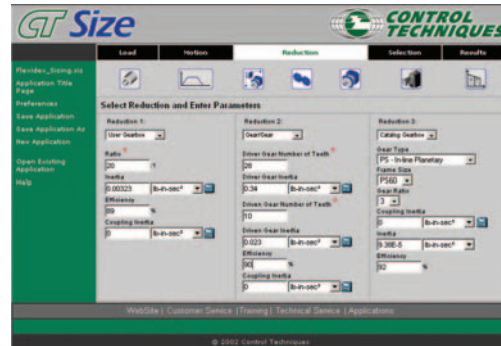 GT Size
CONTROL TECHNIQUES
Load Motion Reduction Selection Results
Flexidex_Sizing.siz
Application Title Page
Preferences
Save Application
Save Application As
New Application
Open Existing Application
Help
Select Reduction and Enter Parameters
Reduction 1:
User Gearbox
Ratio *
20 :1
Inertia
0.00323 lb-in-sec²
Efficiency
89 %
Coupling Inertia
0 lb-in-sec²
Reduction 2:
Gear/Gear
Driver Gear Number of Teeth *
28
Driver Gear Inertia
0.34 lb-in-sec²
Driven Gear Number of Teeth *
10
Driven Gear Inertia
0.023 lb-in-sec²
Efficiency
90 %
Coupling Inertia
0 lb-in-sec²
Reduction 3:
Catalog Gearbox
Gear Type
PS - In-line Planetary
Frame Size
PS60
Gear Ratio
3
Coupling Inertia
0 lb-in-sec²
Inertia
9.36E-5 lb-in-sec²
Efficiency
92 %
WebSite | Customer Service | Training | Technical Service | Applications
© 2002 Control Techniques